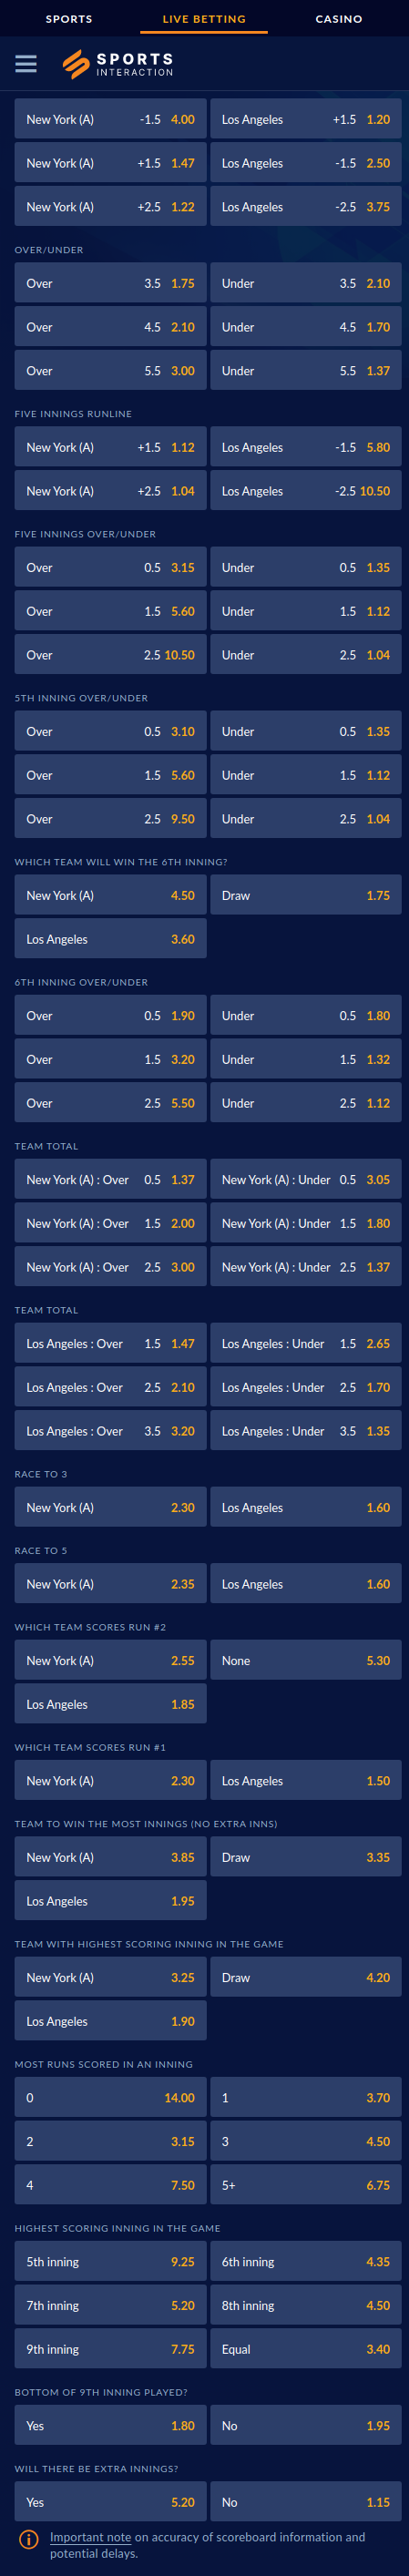 SPORTS LIVE BETTING CASINO
SPORTS
INTERACTION
New York (A) -1.5 4.00 Los Angeles +1.5 1.20
New York (A) +1.5 1.47 Los Angeles -1.5 2.50
New York (A) +2.5 1.22 Los Angeles -2.5 3.75
OVER/UNDER
Over 3.5 1.75 Under 3.5 2.10
Over 4.5 2.10 Under 4.5 1.70
Over 5.5 3.00 Under 5.5 1.37
FIVE INNINGS RUNLINE
New York (A) +1.5 1.12 Los Angeles -1.5 5.80
New York (A) +2.5 1.04 Los Angeles -2.5 10.50
FIVE INNINGS OVER/UNDER
Over 0.5 3.15 Under 0.5 1.35
Over 1.5 5.60 Under 1.5 1.12
Over 2.5 10.50 Under 2.5 1.04
5TH INNING OVER/UNDER
Over 0.5 3.10 Under 0.5 1.35
Over 1.5 5.60 Under 1.5 1.12
Over 2.5 9.50 Under 2.5 1.04
WHICH TEAM WILL WIN THE 6TH INNING?
New York (A) 4.50 Draw 1.75
Los Angeles 3.60
6TH INNING OVER/UNDER
Over 0.5 1.90 Under 0.5 1.80
Over 1.5 3.20 Under 1.5 1.32
Over 2.5 5.50 Under 2.5 1.12
TEAM TOTAL
New York (A) : Over 0.5 1.37 New York (A) : Under 0.5 3.05
New York (A) : Over 1.5 2.00 New York (A) : Under 1.5 1.80
New York (A) : Over 2.5 3.00 New York (A) : Under 2.5 1.37
TEAM TOTAL
Los Angeles : Over 1.5 1.47 Los Angeles : Under 1.5 2.65
Los Angeles : Over 2.5 2.10 Los Angeles : Under 2.5 1.70
Los Angeles : Over 3.5 3.20 Los Angeles : Under 3.5 1.35
RACE TO 3
New York (A) 2.30 Los Angeles 1.60
RACE TO 5
New York (A) 2.35 Los Angeles 1.60
WHICH TEAM SCORES RUN #2
New York (A) 2.55 None 5.30
Los Angeles 1.85
WHICH TEAM SCORES RUN #1
New York (A) 2.30 Los Angeles 1.50
TEAM TO WIN THE MOST INNINGS (NO EXTRA INNS)
New York (A) 3.85 Draw 3.35
Los Angeles 1.95
TEAM WITH HIGHEST SCORING INNING IN THE GAME
New York (A) 3.25 Draw 4.20
Los Angeles 1.90
MOST RUNS SCORED IN AN INNING
0 14.00 1 3.70
2 3.15 3 4.50
4 7.50 5+ 6.75
HIGHEST SCORING INNING IN THE GAME
5th inning 9.25 6th inning 4.35
7th inning 5.20 8th inning 4.50
9th inning 7.75 Equal 3.40
BOTTOM OF 9TH INNING PLAYED?
Yes 1.80 No 1.95
WILL THERE BE EXTRA INNINGS?
Yes 5.20 No 1.15
Important note on accuracy of scoreboard information and
potential delays.